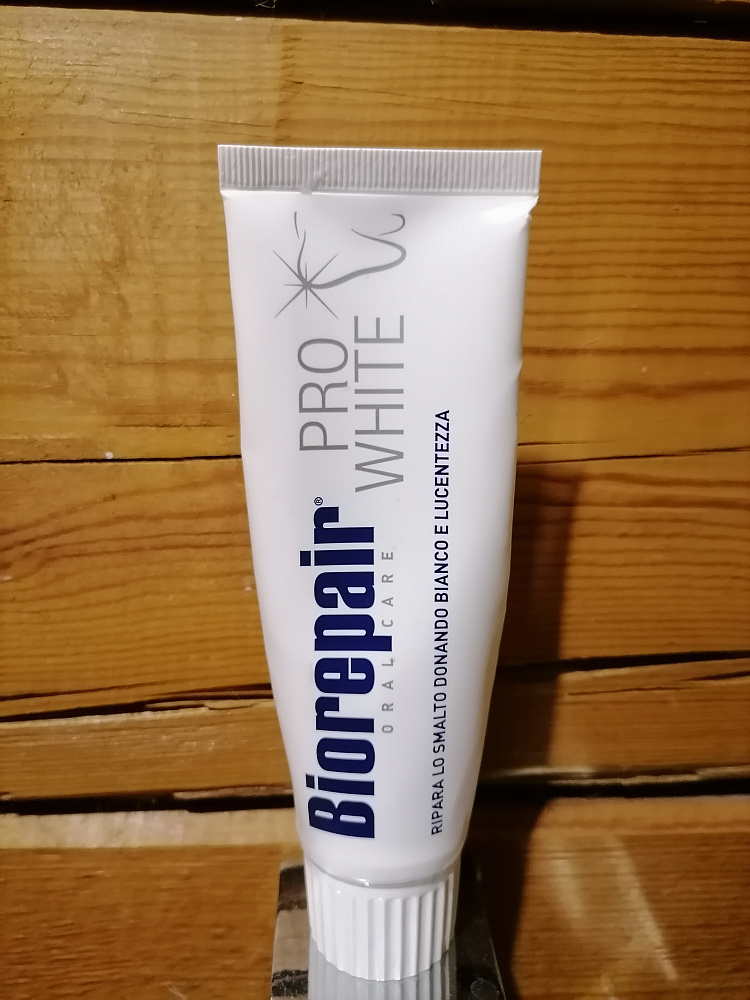 Biorepair®
ORAL CARE
PRO
WHITE
RIPARA LO SMALTO DONANDO BIANCO E LUCENTEZZA